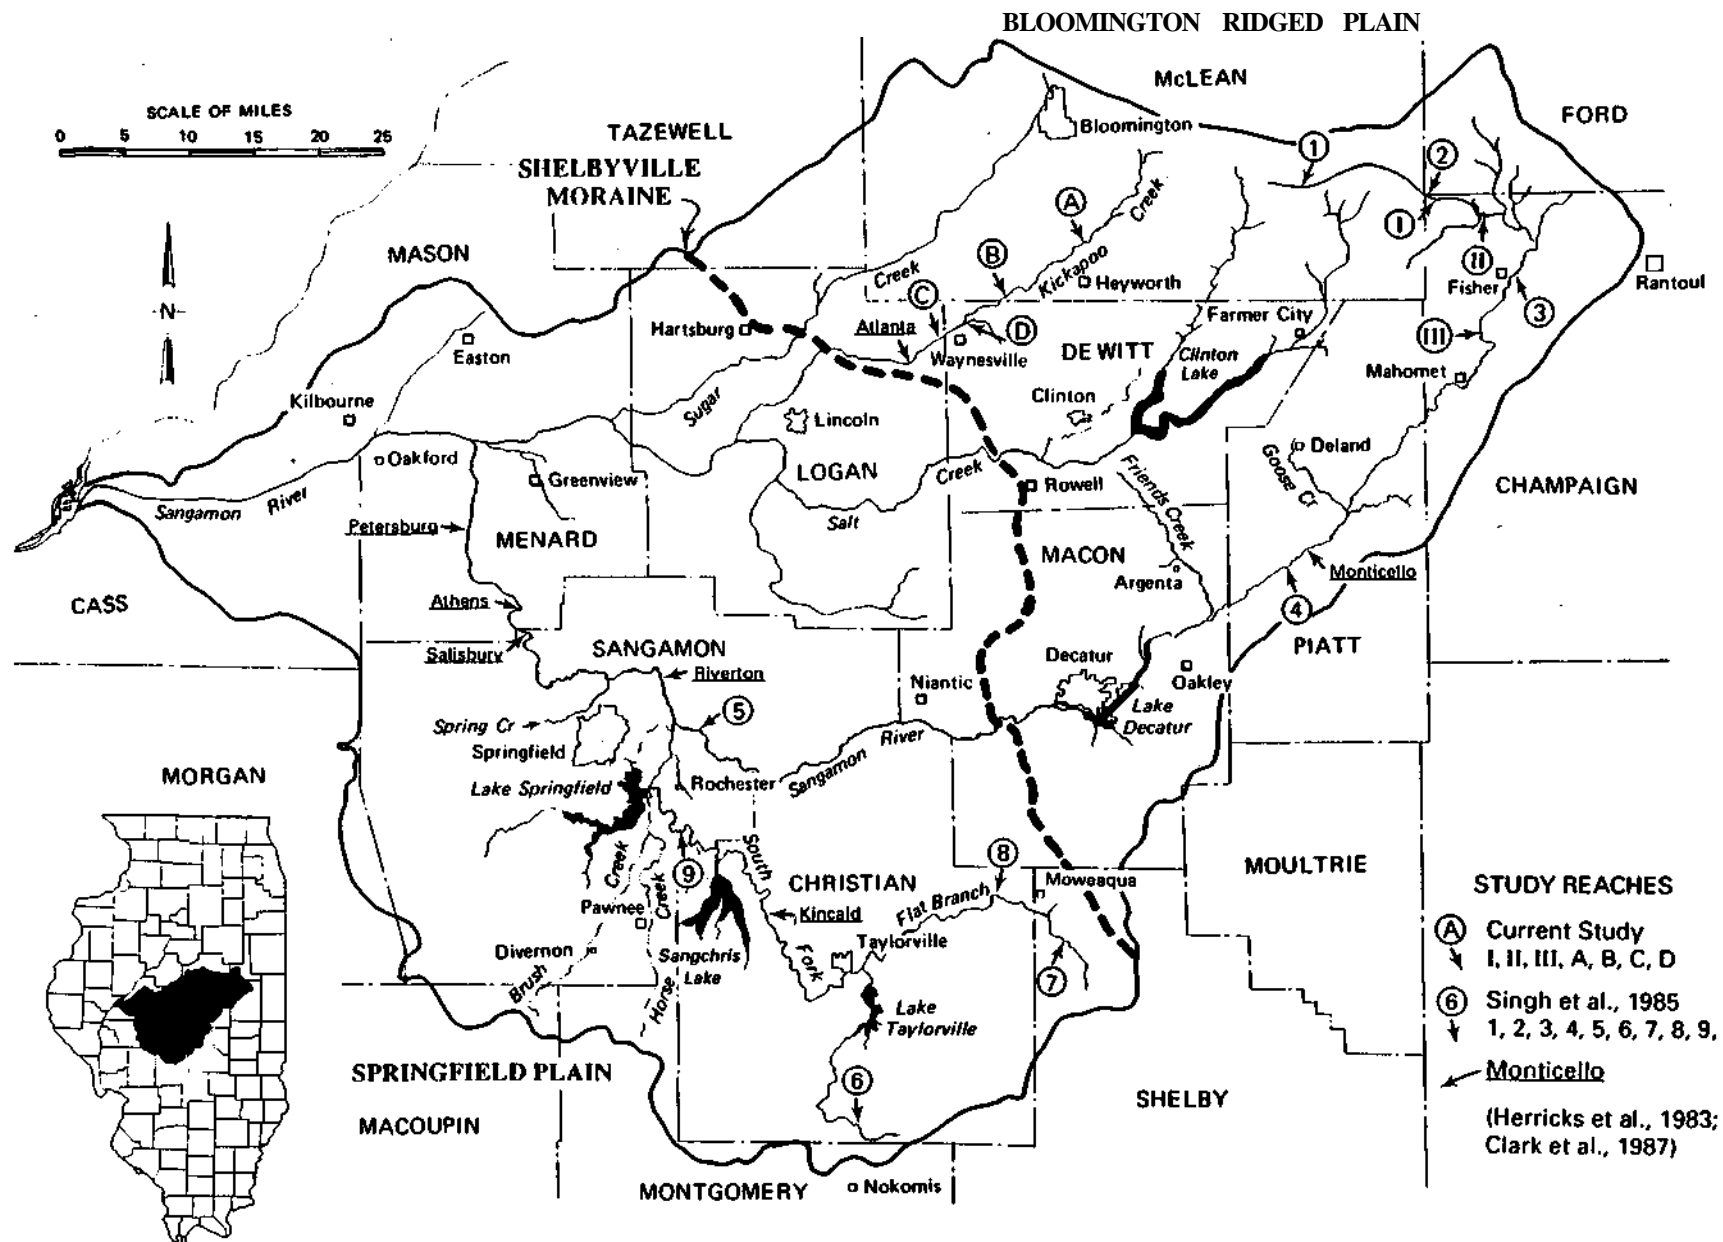 BLOOMINGTON RIDGED PLAIN
McLEAN
SCALE OF MILES
0 5 10 15 20 25
TAZEWELL
FORD
Bloomington
SHELBYVILLE
MORAINE
1
2
A
Creek
I
MASON
B
Kickapoo
Heyworth
II
Fisher
Rantoul
N
Creek
C
D
3
Hartsburg
Atlanta
Waynesville
Farmer City
III
Easton
DE WITT
Clinton
Lake
Mahomet
Kilbourne
Sugar
Clinton
Lincoln
Deland
Oakford
LOGAN
Creek
Friends Creek
Goose Cr
Greenview
Rowell
CHAMPAIGN
Sangamon
River
Petersburg
Salt
MENARD
MACON
Argenta
Monticello
CASS
Athens
4
SANGAMON
PIATT
Salisbury
Riverton
Decatur
Niantic
Oakley
5
Lake
Decatur
Spring Cr
Springfield
River
Sangamon
MORGAN
Lake Springfield
Rochester
South
8
MOULTRIE
STUDY REACHES
Creek
Creek
9
CHRISTIAN
Moweaqua
Flat Branch
A Current Study
I, II, III, A, B, C, D
Pawnee
Kincald
Taylorville
Divernon
Sangchris
Lake
Fork
7
Brush
Horse
Lake
Taylorville
6 Singh et al., 1985
1, 2, 3, 4, 5, 6, 7, 8, 9,
SPRINGFIELD PLAIN
6
Monticello
MACOUPIN
SHELBY
(Herricks et al., 1983;
Clark et al., 1987)
MONTGOMERY
Nokomis